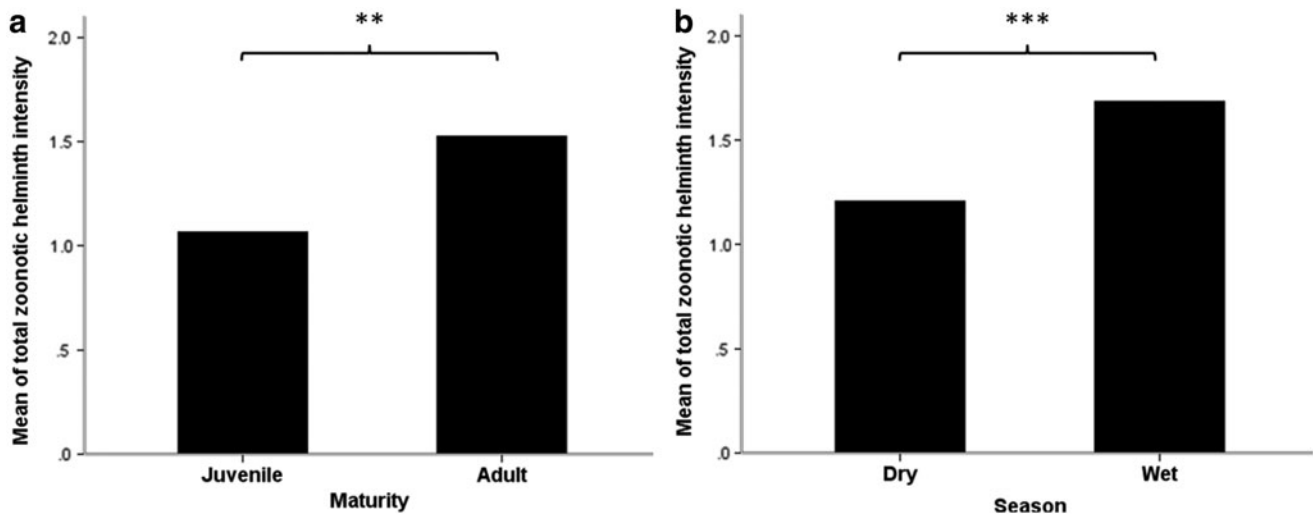 a
**
Mean of total zoonotic helminth intensity
2.0
1.5
1.0
.5
.0
Juvenile
Adult
Maturity
b
***
Mean of total zoonotic helminth intensity
2.0
1.5
1.0
.5
.0
Dry
Wet
Season